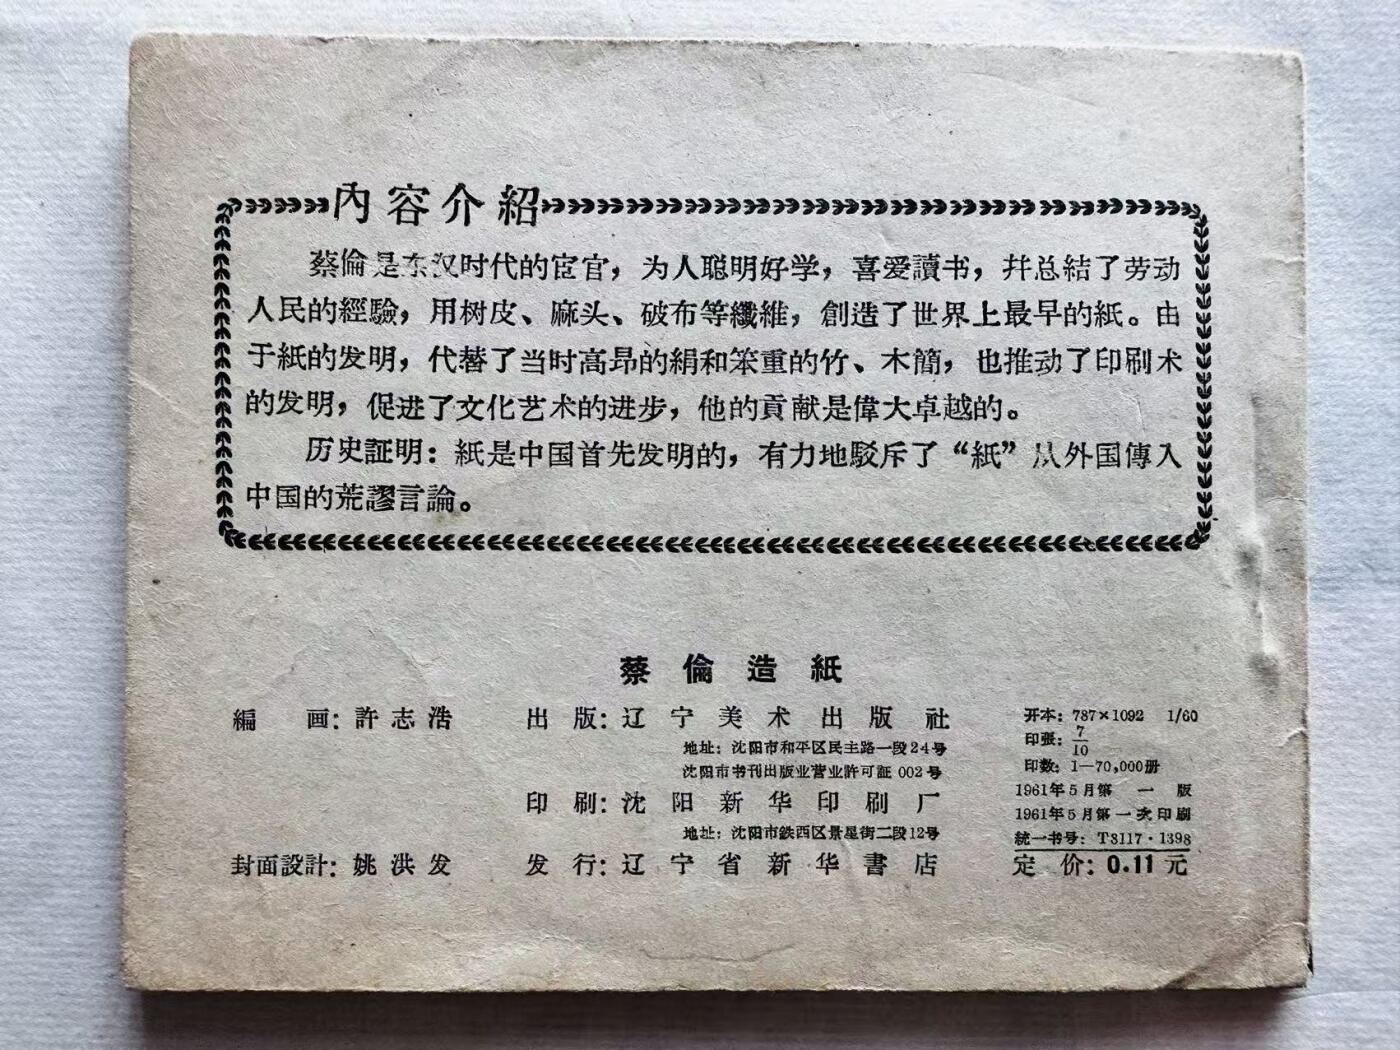 內容介紹
蔡倫是东汉时代的宦官，为人聪明好学，喜爱讀书，幷总結了劳动
人民的經驗，用树皮、麻头、破布等纖維，創造了世界上最早的紙。由
于紙的发明，代替了当时高昂的絹和笨重的竹、木簡，也推动了印刷术
的发明，促进了文化艺术的进步，他的貢献是偉大卓越的。
历史証明：紙是中国首先发明的，有力地駁斥了“紙”从外国傳入
中国的荒謬言論。
蔡倫造紙
編画：許志浩
封面設計：姚洪发
出版：辽宁美术出版社
地址：沈阳市和平区民主路一段24号
沈阳市书刊出版业营业許可証 002号
印刷：沈阳新华印刷厂
地址：沈阳市鉄西区景星街二段12号
发行：辽宁省新华書店
开本：787×1092 1/60
印張：7/10
印数：1—70,000册
1961年5月第一版
1961年5月第一次印刷
統一书号：T8117·1398
定价：0.11元